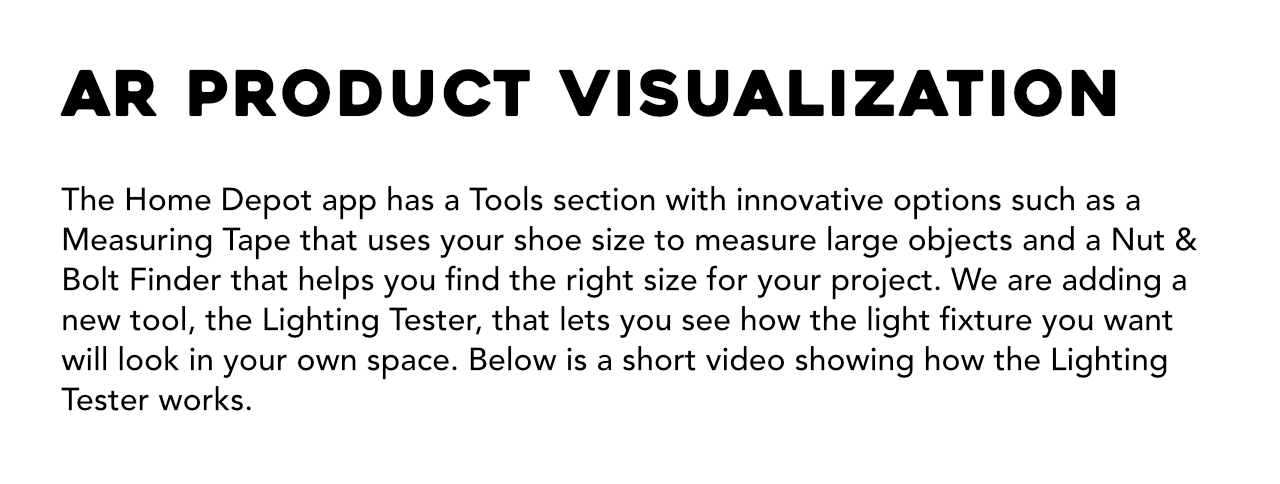 AR PRODUCT VISUALIZATION
The Home Depot app has a Tools section with innovative options such as a
Measuring Tape that uses your shoe size to measure large objects and a Nut &
Bolt Finder that helps you find the right size for your project. We are adding a
new tool, the Lighting Tester, that lets you see how the light fixture you want
will look in your own space. Below is a short video showing how the Lighting
Tester works.